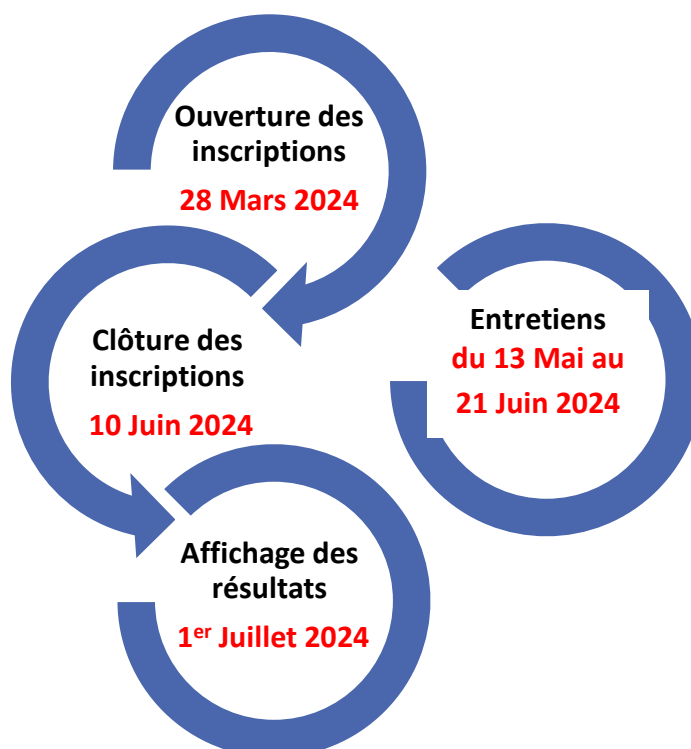 Ouverture des
inscriptions
28 Mars 2024
Clôture des
inscriptions
10 Juin 2024
Entretiens
du 13 Mai au
21 Juin 2024
Affichage des
résultats
1er Juillet 2024